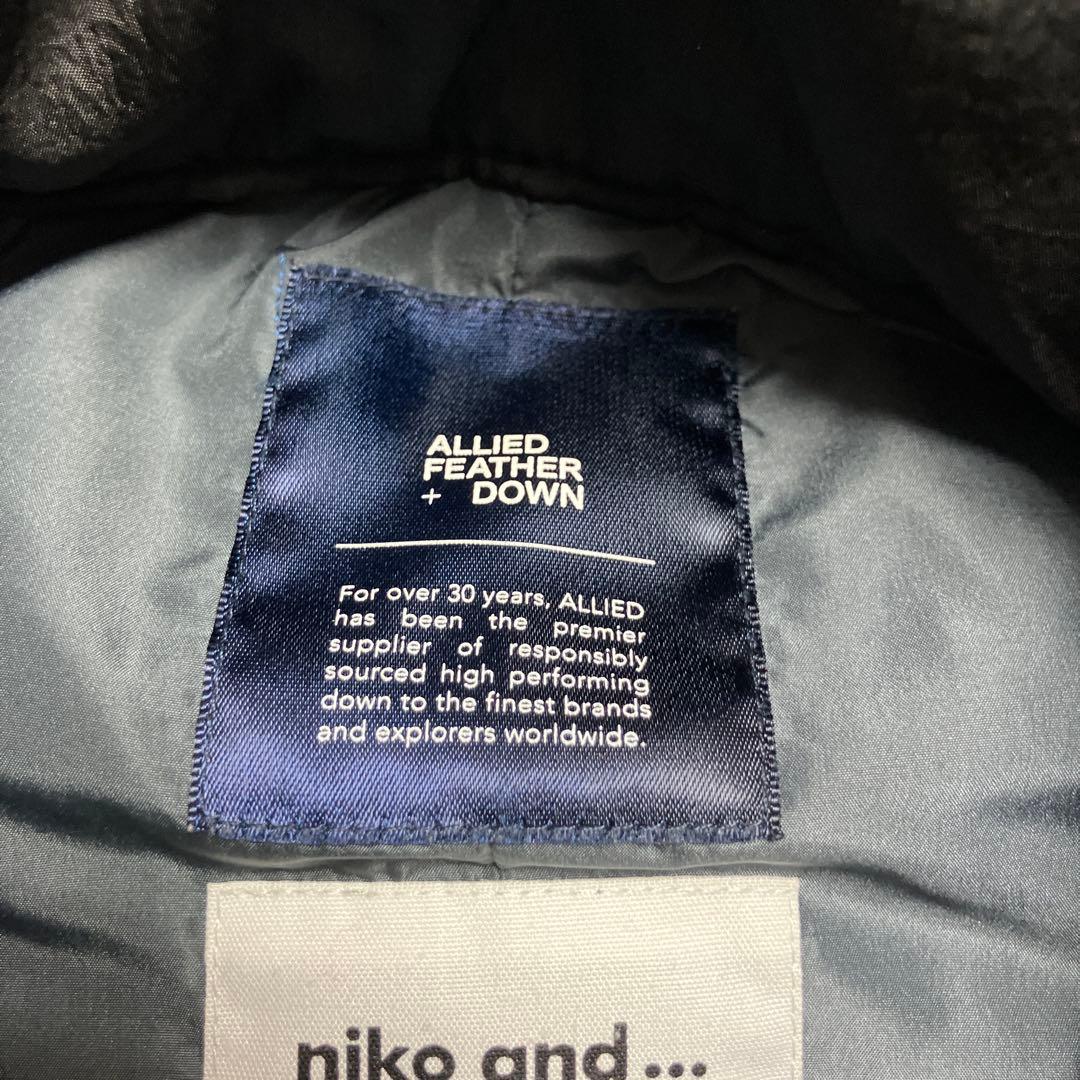 ALLIED
FEATHER
+ DOWN
For over 30 years, ALLIED
has been the premier
supplier of responsibly
sourced high performing
down to the finest brands
and explorers worldwide.
niko and ...